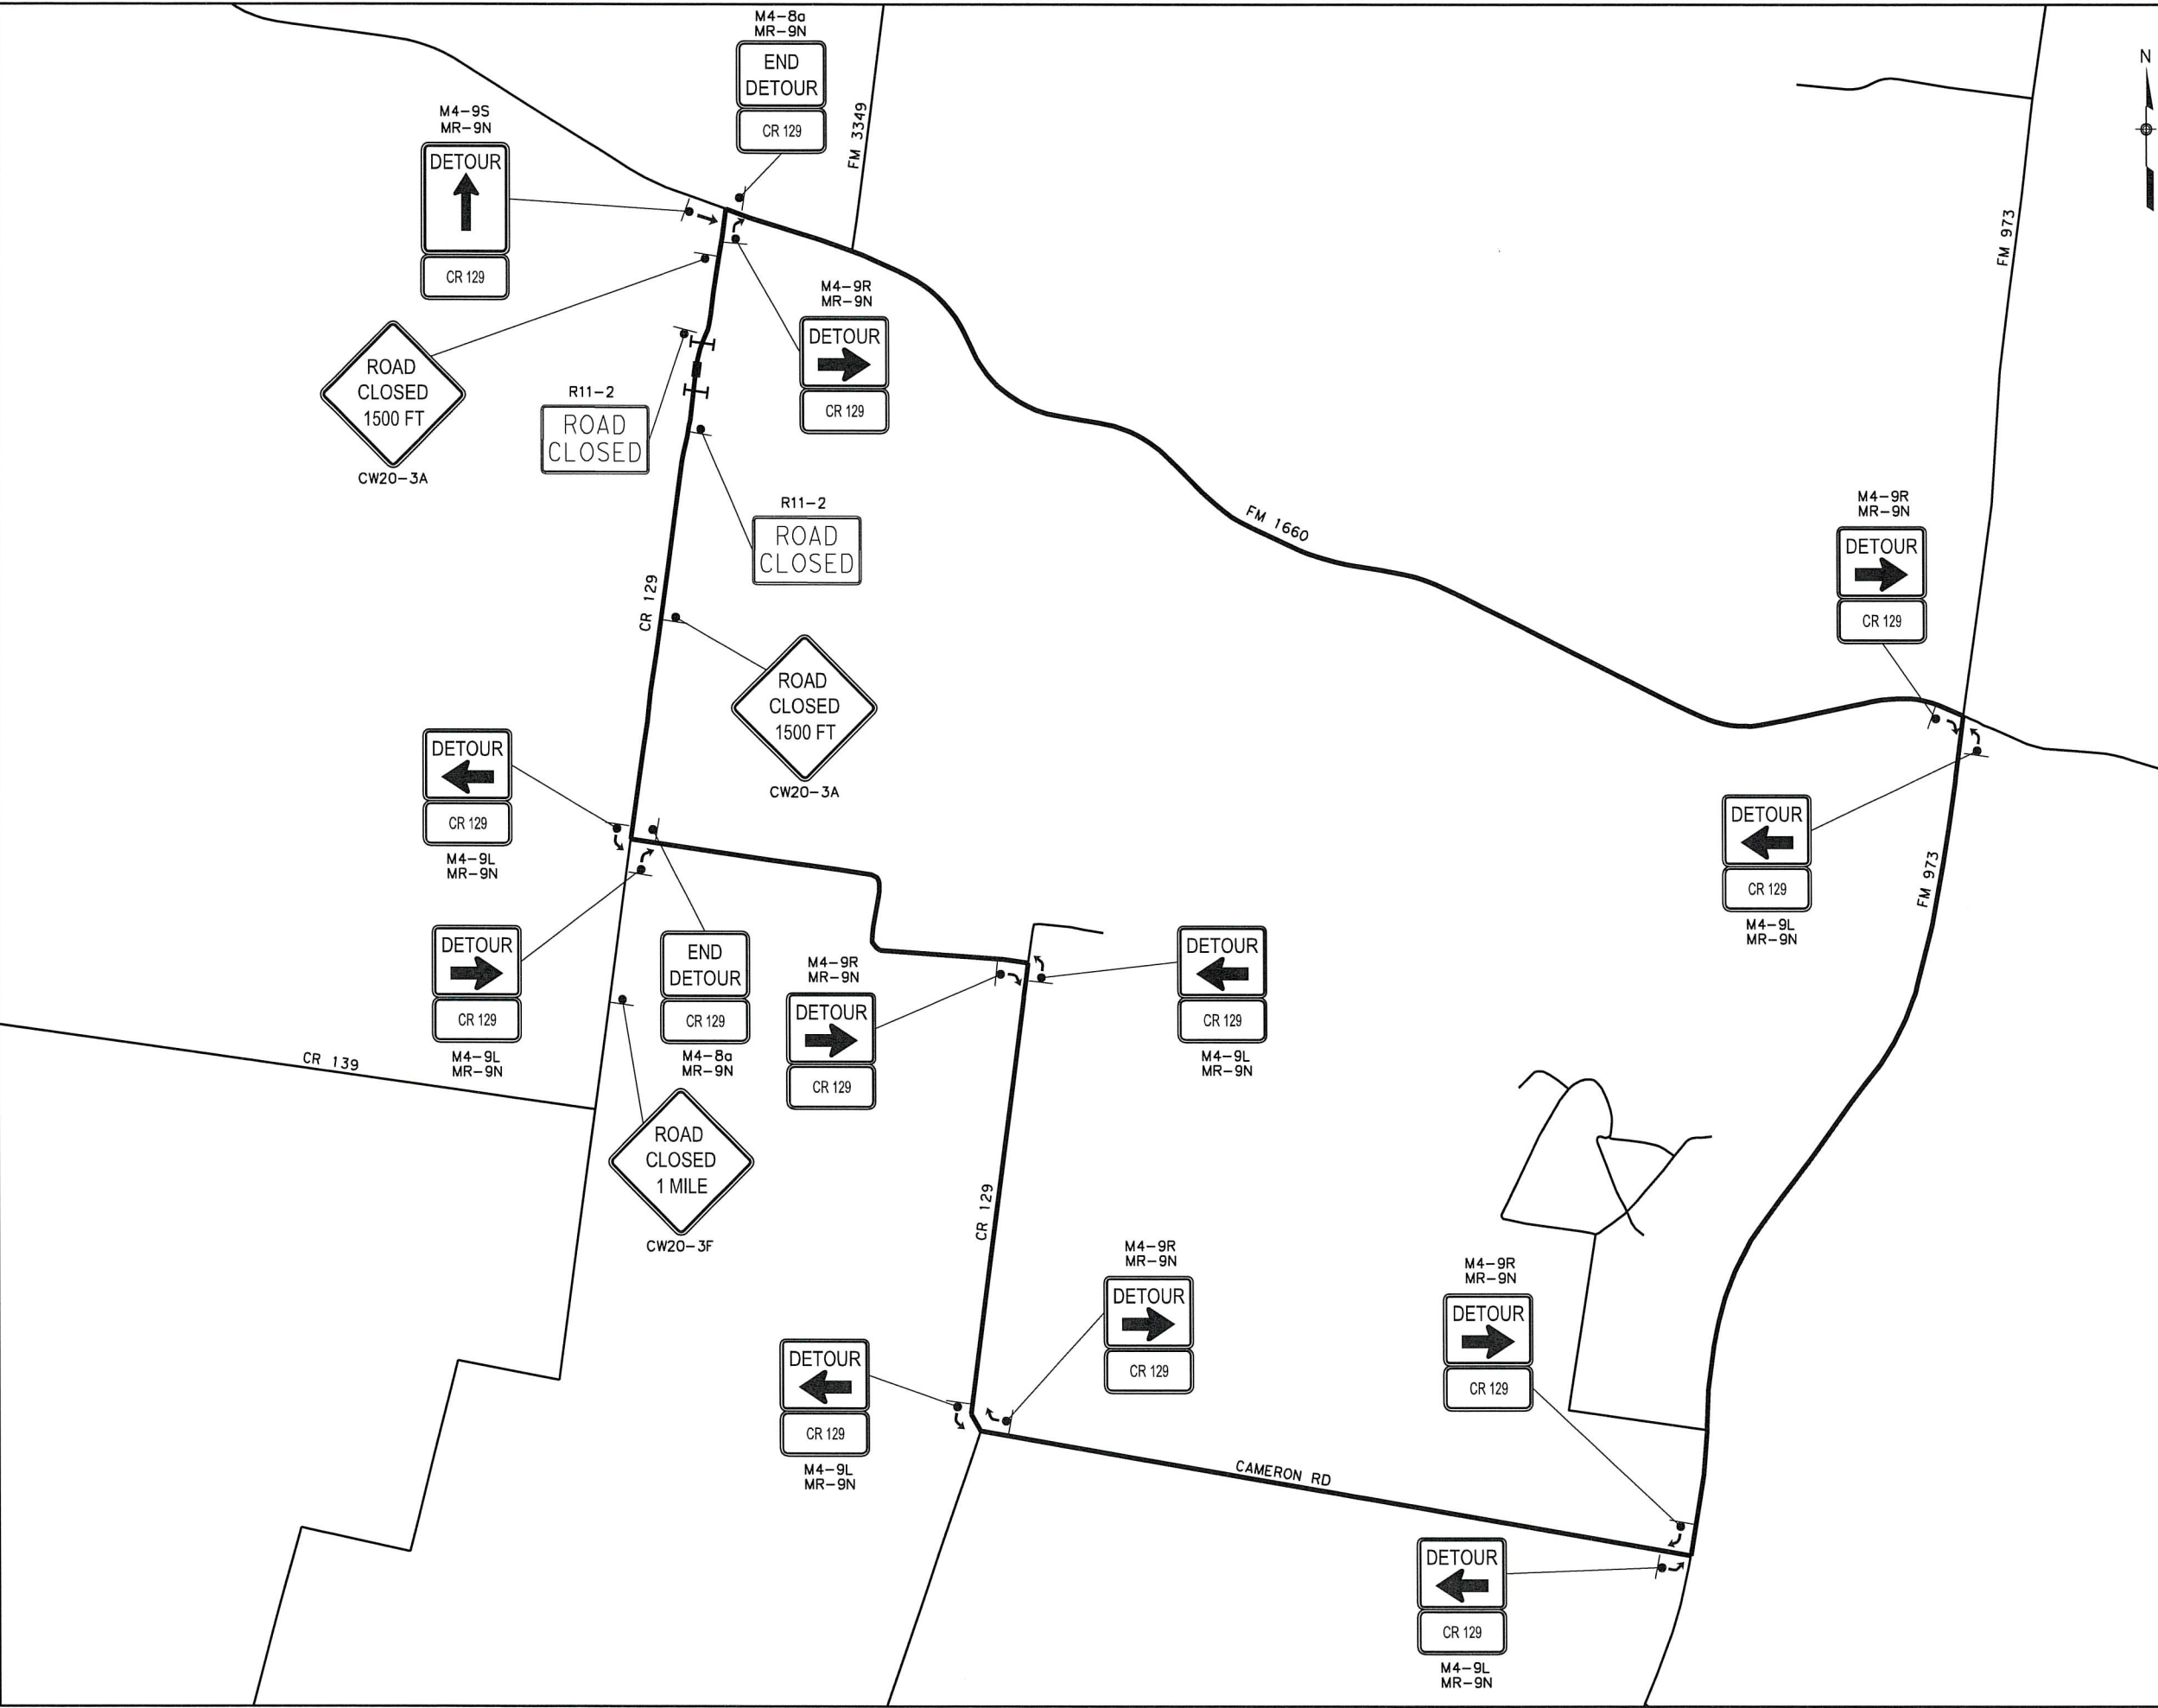 M4-8a
MR-9N
END
DETOUR
CR 129
N
M4-9S
MR-9N
DETOUR
CR 129
FM 3349
FM 973
M4-9R
MR-9N
DETOUR
CR 129
ROAD
CLOSED
1500 FT
CW20-3A
R11-2
ROAD
CLOSED
R11-2
ROAD
CLOSED
FM 1660
M4-9R
MR-9N
DETOUR
CR 129
CR 129
ROAD
CLOSED
1500 FT
CW20-3A
DETOUR
CR 129
M4-9L
MR-9N
DETOUR
CR 129
M4-9L
MR-9N
FM 973
DETOUR
CR 129
M4-9L
MR-9N
END
DETOUR
CR 129
M4-8a
MR-9N
M4-9R
MR-9N
DETOUR
CR 129
DETOUR
CR 129
M4-9L
MR-9N
CR 139
ROAD
CLOSED
1 MILE
CW20-3F
CR 129
M4-9R
MR-9N
DETOUR
CR 129
M4-9R
MR-9N
DETOUR
CR 129
DETOUR
CR 129
M4-9L
MR-9N
CAMERON RD
DETOUR
CR 129
M4-9L
MR-9N